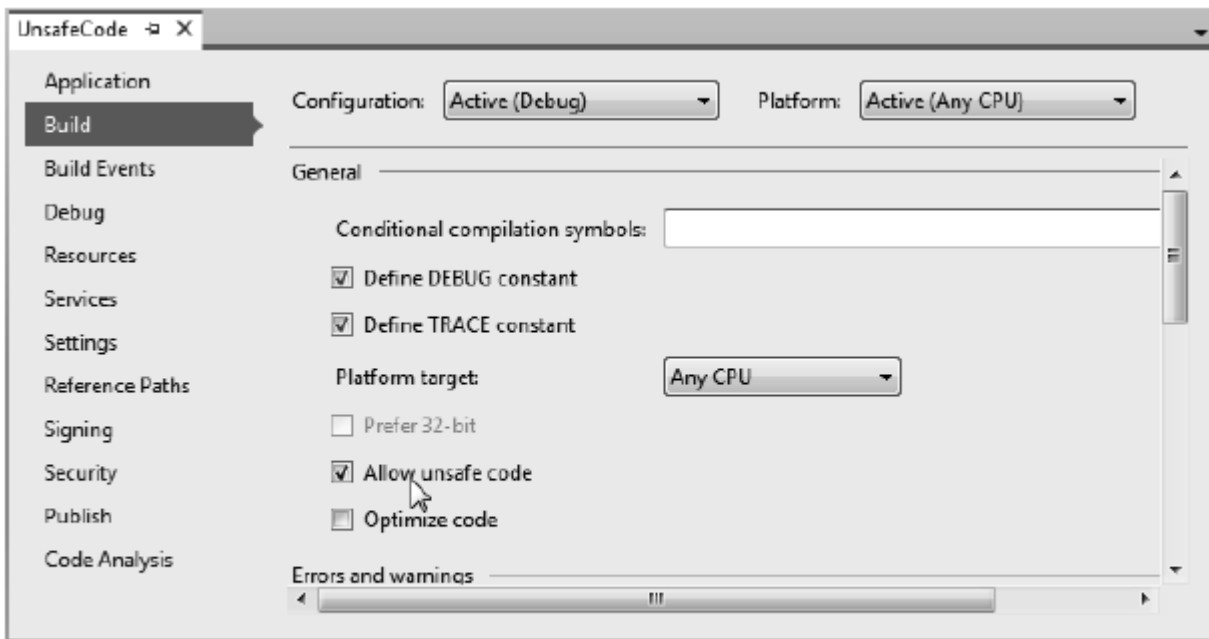 UnsafeCode
Application
Build
Build Events
Debug
Resources
Services
Settings
Reference Paths
Signing
Security
Publish
Code Analysis
Configuration: Active (Debug) Platform: Active (Any CPU)
General
Conditional compilation symbols:
Define DEBUG constant
Define TRACE constant
Platform target: Any CPU
Prefer 32-bit
Allow unsafe code
Optimize code
Errors and warnings